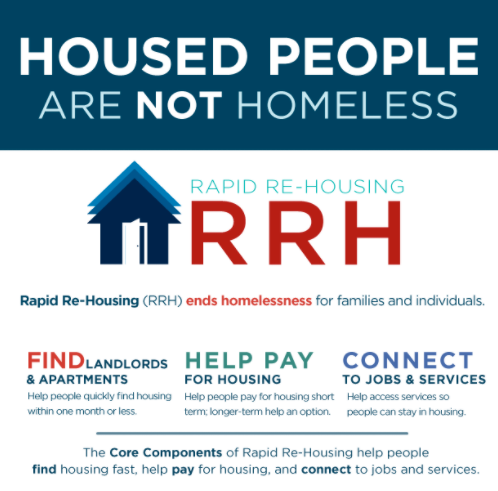 HOUSED PEOPLE
ARE NOT HOMELESS
RAPID RE-HOUSING
RRH
Rapid Re-Housing (RRH) ends homelessness for families and individuals.
FIND LANDLORDS
& APARTMENTS
Help people quickly find housing
within one month or less.
HELP PAY
FOR HOUSING
Help people pay for housing short
term; longer-term help an option.
CONNECT
TO JOBS & SERVICES
Help access services so
people can stay in housing.
The Core Components of Rapid Re-Housing help people
find housing fast, help pay for housing, and connect to jobs and services.